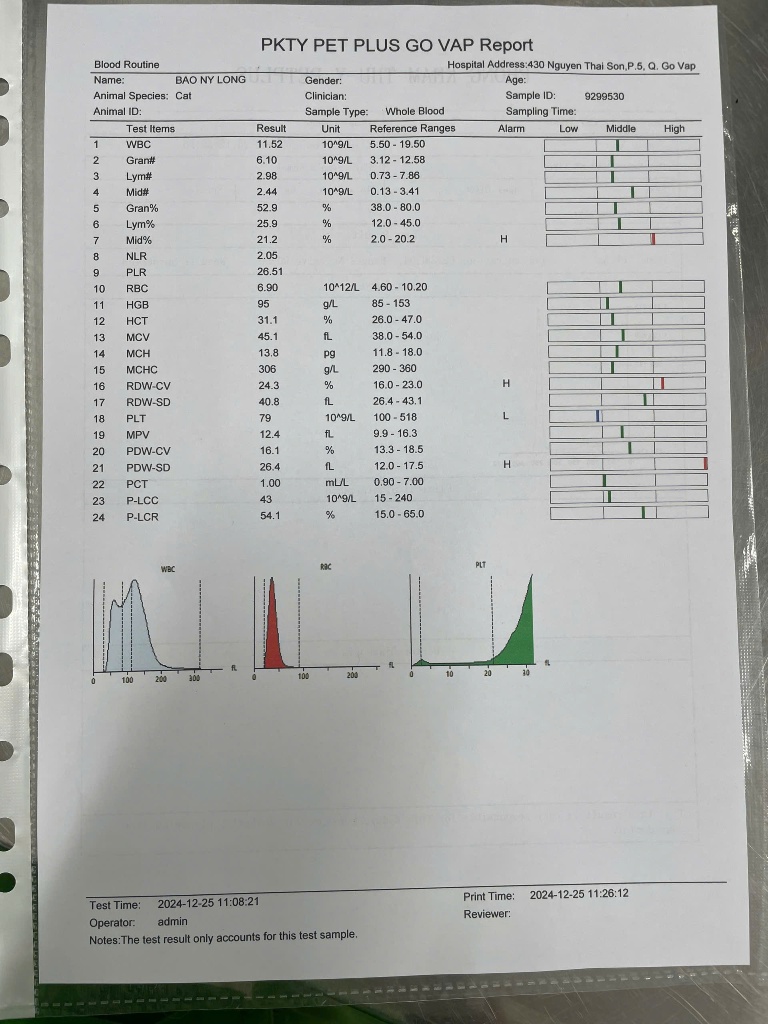 PKTY PET PLUS GO VAP Report
Blood Routine Hospital Address:430 Nguyen Thai Son,P.5, Q. Go Vap
Name: BAO NY LONG Gender: Age:
Animal Species: Cat Clinician: Sample ID: 9299530
Animal ID: Sample Type: Whole Blood Sampling Time:
Test Items Result Unit Reference Ranges Alarm Low Middle High
1 WBC 11.52 10^9/L 5.50 - 19.50
2 Gran# 6.10 10^9/L 3.12 - 12.58
3 Lym# 2.98 10^9/L 0.73 - 7.86
4 Mid# 2.44 10^9/L 0.13 - 3.41
5 Gran% 52.9 % 38.0 - 80.0
6 Lym% 25.9 % 12.0 - 45.0
7 Mid% 21.2 % 2.0 - 20.2 H
8 NLR 2.05
9 PLR 26.51
10 RBC 6.90 10^12/L 4.60 - 10.20
11 HGB 95 g/L 85 - 153
12 HCT 31.1 % 26.0 - 47.0
13 MCV 45.1 fL 38.0 - 54.0
14 MCH 13.8 pg 11.8 - 18.0
15 MCHC 306 g/L 290 - 360
16 RDW-CV 24.3 % 16.0 - 23.0 H
17 RDW-SD 40.8 fL 26.4 - 43.1
18 PLT 79 10^9/L 100 - 518 L
19 MPV 12.4 fL 9.9 - 16.3
20 PDW-CV 16.1 % 13.3 - 18.5
21 PDW-SD 26.4 fL 12.0 - 17.5 H
22 PCT 1.00 mL/L 0.90 - 7.00
23 P-LCC 43 10^9/L 15 - 240
24 P-LCR 54.1 % 15.0 - 65.0
WBC RBC PLT
0 100 200 300 fL 0 100 200 fL 0 10 20 30 fL
Test Time: 2024-12-25 11:08:21 Print Time: 2024-12-25 11:26:12
Operator: admin Reviewer:
Notes:The test result only accounts for this test sample.